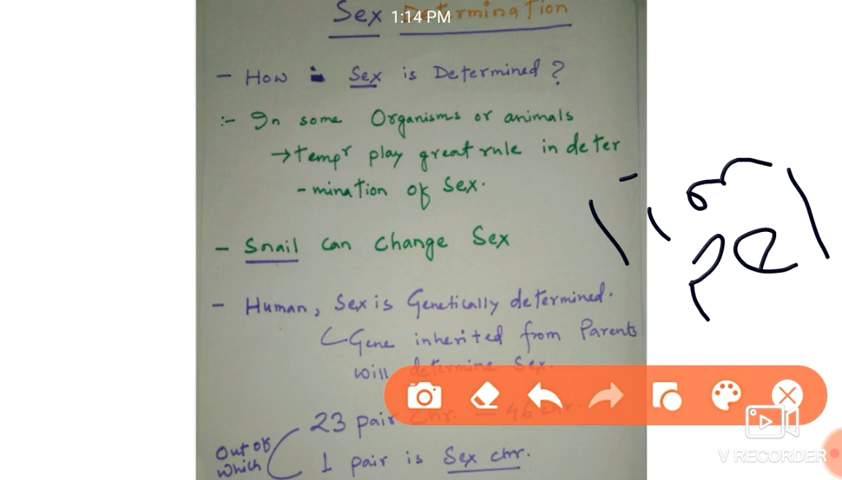 1:14 PM
Sex Determination
- How is Sex is Determined ?
:- In some Organisms or animals
→ tempr play great rule in deter
- mination of Sex.
- Snail can change Sex
- Human, Sex is Genetically determined.
Gene inherited from Parents
will determine Sex.
23 pair Chr. = 46 chr.
Out of
which
1 pair is Sex chr.
V RECORDER